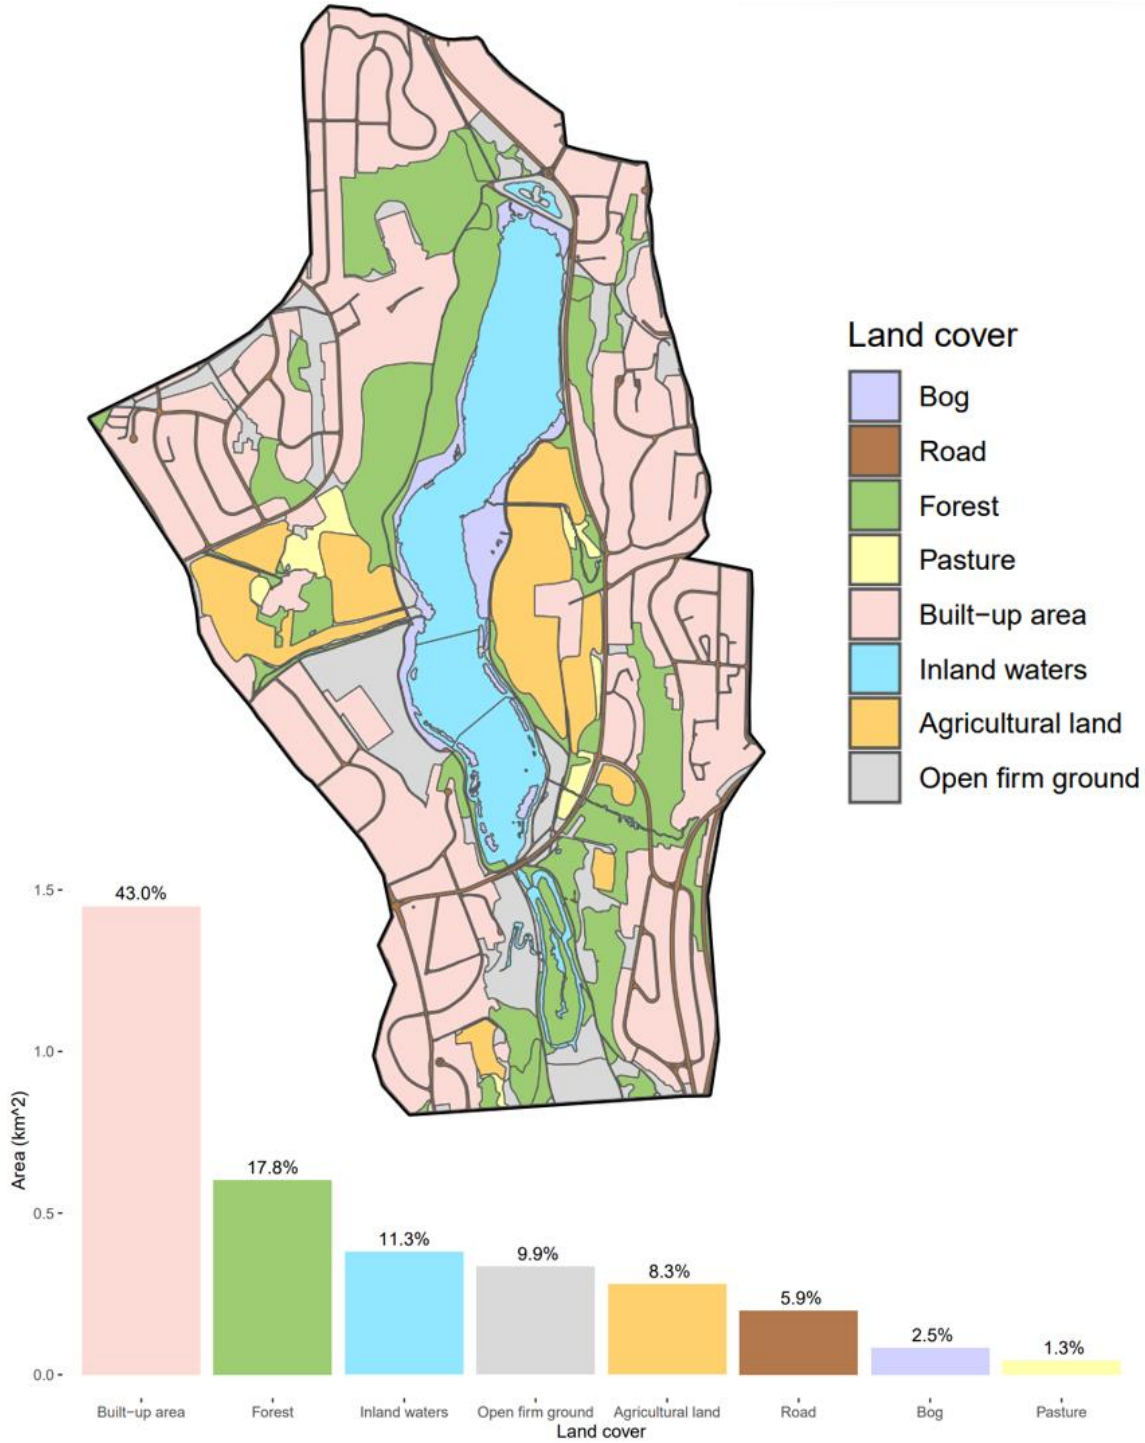 Land cover
Bog
Road
Forest
Pasture
Built−up area
Inland waters
Agricultural land
Open firm ground
1.5
1.0
0.5
0.0
Area (km^2)
43.0%
17.8%
11.3%
9.9%
8.3%
5.9%
2.5%
1.3%
Built−up area
Forest
Inland waters
Open firm ground
Agricultural land
Road
Bog
Pasture
Land cover